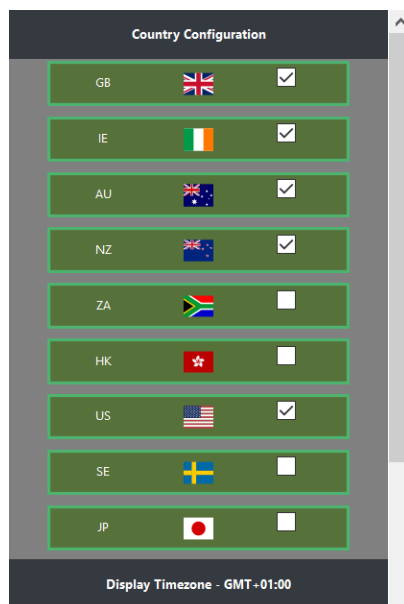 Country Configuration
GB
IE
AU
NZ
ZA
HK
US
SE
JP
Display Timezone - GMT+01:00